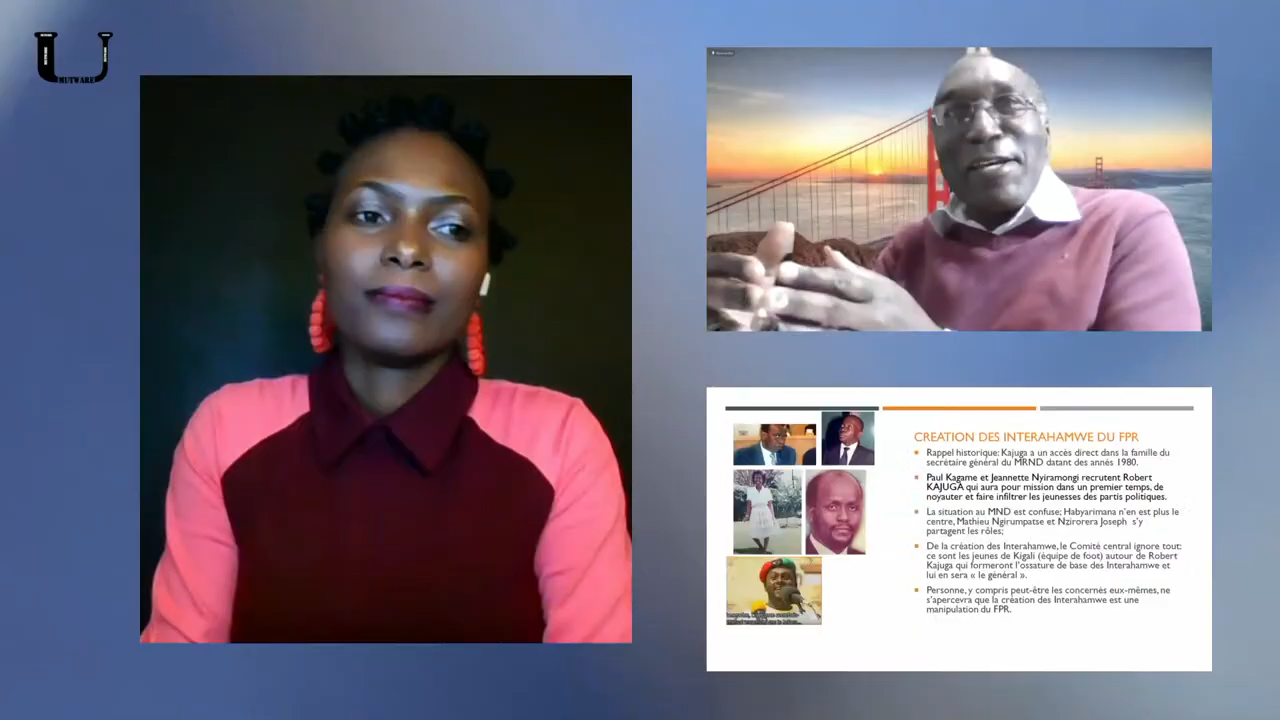 MUTWARE
CREATION DES INTERAHAMWE DU FPR
Rappel historique: Kajuga a un accès direct dans la famille du
secrétaire général du MRND datant des annés 1980.
Paul Kagame et Jeannette Nyiramongi recrutent Robert
KAJUGA qui aura pour mission dans un premier temps, de
noyauter et faire infiltrer les jeunesses des partis politiques.
La situation au MND est confuse; Habyarimana n'en est plus le
centre, Mathieu Ngirumpatse et Nzirorera Joseph s'y
partagent les rôles;
De la création des Interahamwe, le Comité central ignore tout:
ce sont les jeunes de Kigali (équipe de foot) autour de Robert
Kajuga qui formeront l'ossature de base des Interahamwe et
lui en sera « le général ».
Personne, y compris peut-être les concernés eux-mêmes, ne
s'apercevra que la création des Interahamwe est une
manipulation du FPR.